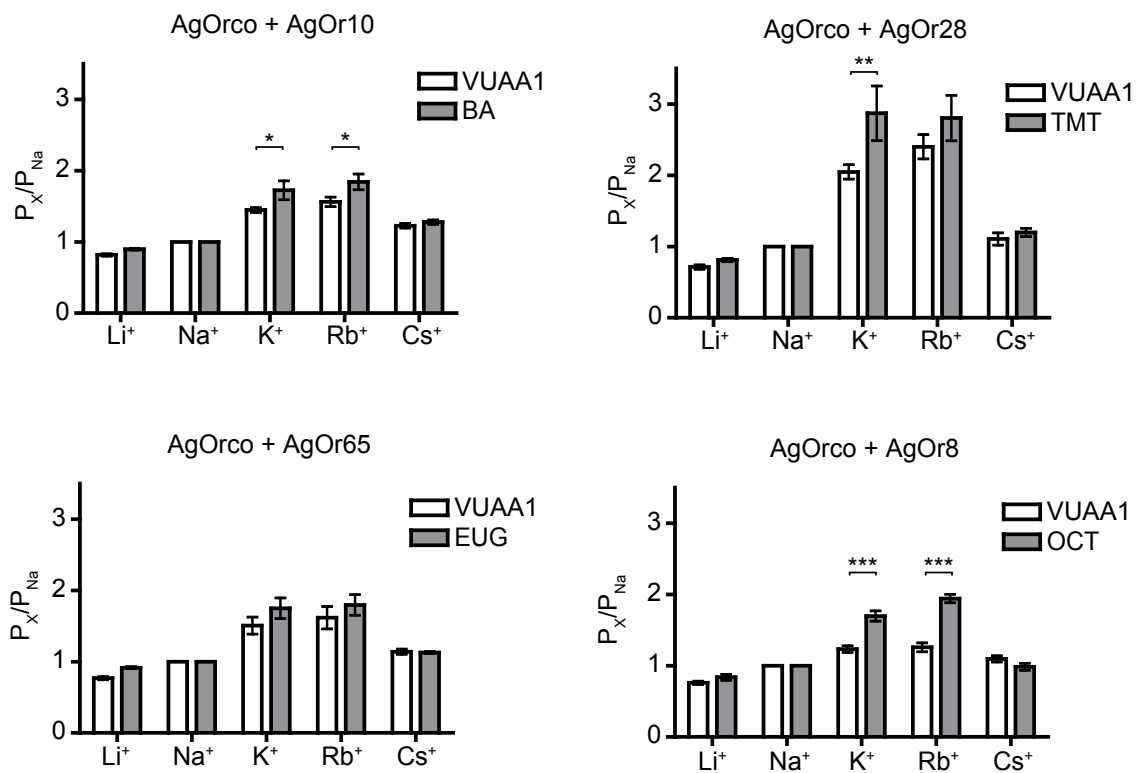 AgOrco + AgOr10
VUAA1
BA
3
2
1
0
P_X/P_Na
* *
Li⁺ Na⁺ K⁺ Rb⁺ Cs⁺
AgOrco + AgOr28
VUAA1
TMT
3
2
1
0
P_X/P_Na
**
Li⁺ Na⁺ K⁺ Rb⁺ Cs⁺
AgOrco + AgOr65
VUAA1
EUG
3
2
1
0
P_X/P_Na
Li⁺ Na⁺ K⁺ Rb⁺ Cs⁺
AgOrco + AgOr8
VUAA1
OCT
3
2
1
0
P_X/P_Na
*** ***
Li⁺ Na⁺ K⁺ Rb⁺ Cs⁺